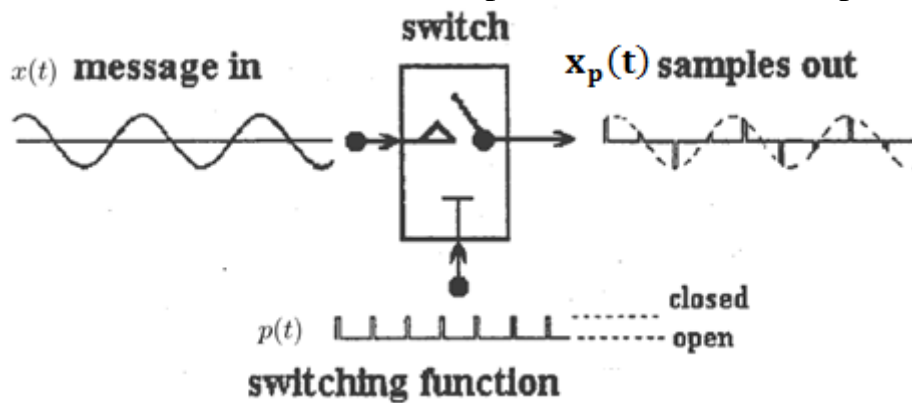 switch
x(t) message in
x_p(t) samples out
closed
p(t)
open
switching function